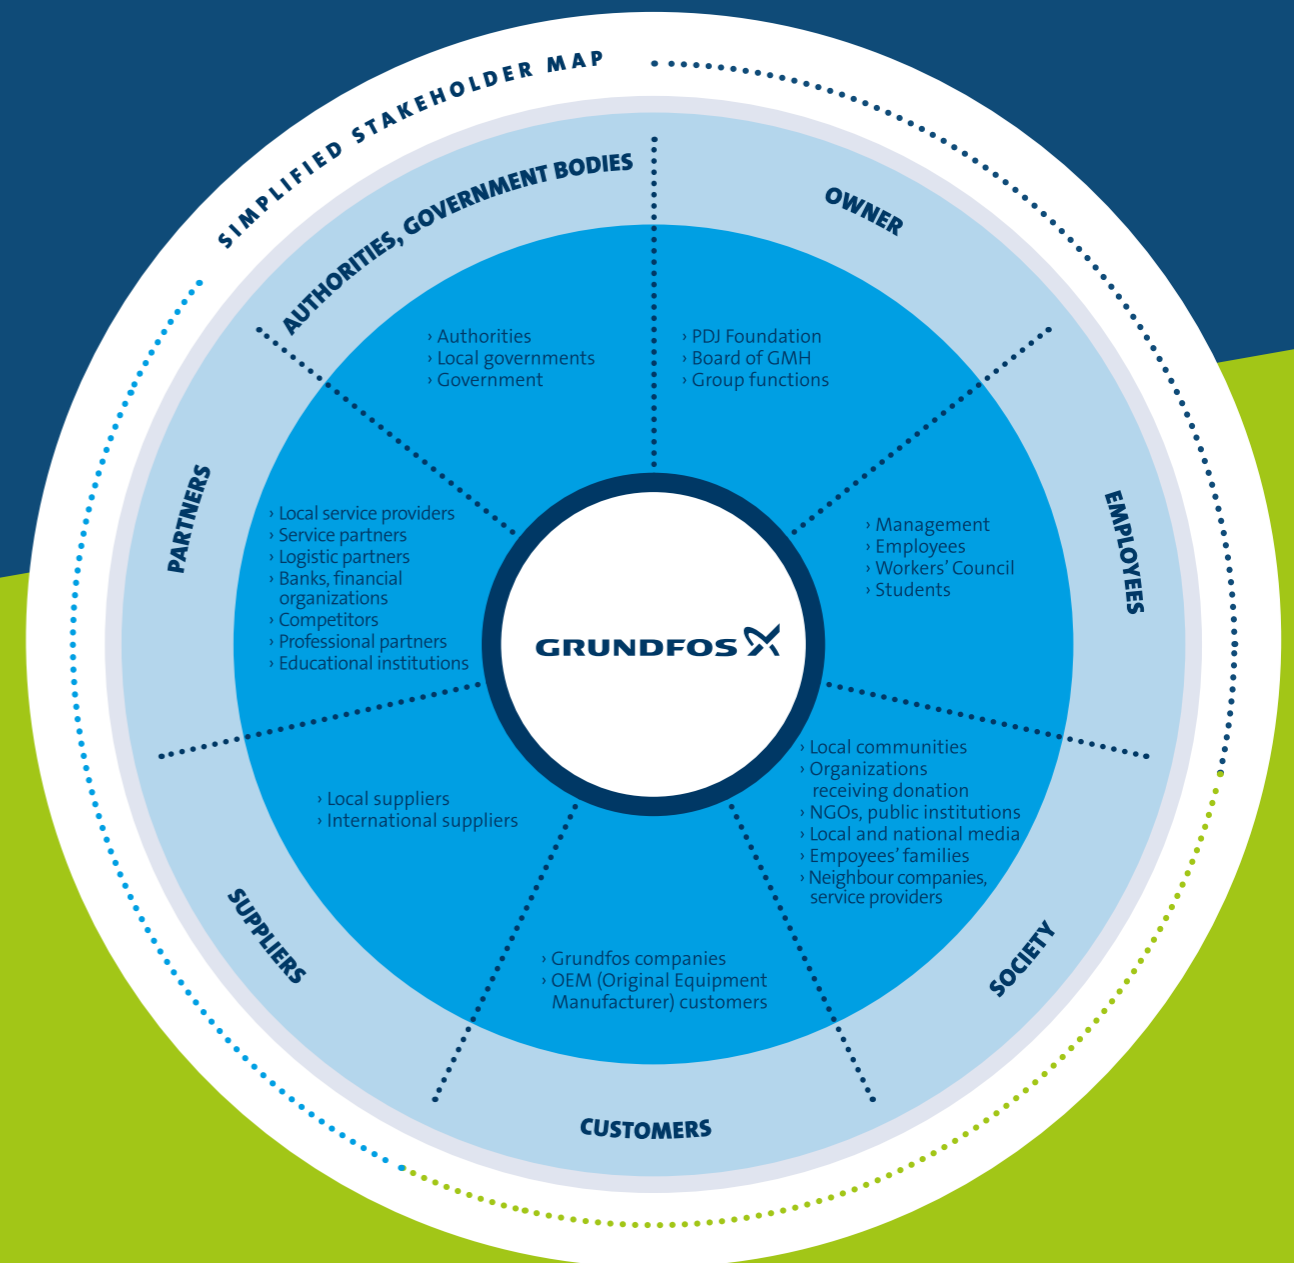 SIMPLIFIED STAKEHOLDER MAP
AUTHORITIES, GOVERNMENT BODIES
› Authorities
› Local governments
› Government
OWNER
› PDJ Foundation
› Board of GMH
› Group functions
EMPLOYEES
› Management
› Employees
› Workers' Council
› Students
SOCIETY
› Local communities
› Organizations
receiving donation
› NGOs, public institutions
› Local and national media
› Empoyees' families
› Neighbour companies,
service providers
CUSTOMERS
› Grundfos companies
› OEM (Original Equipment
Manufacturer) customers
SUPPLIERS
› Local suppliers
› International suppliers
PARTNERS
› Local service providers
› Service partners
› Logistic partners
› Banks, financial
organizations
› Competitors
› Professional partners
› Educational institutions
GRUNDFOS